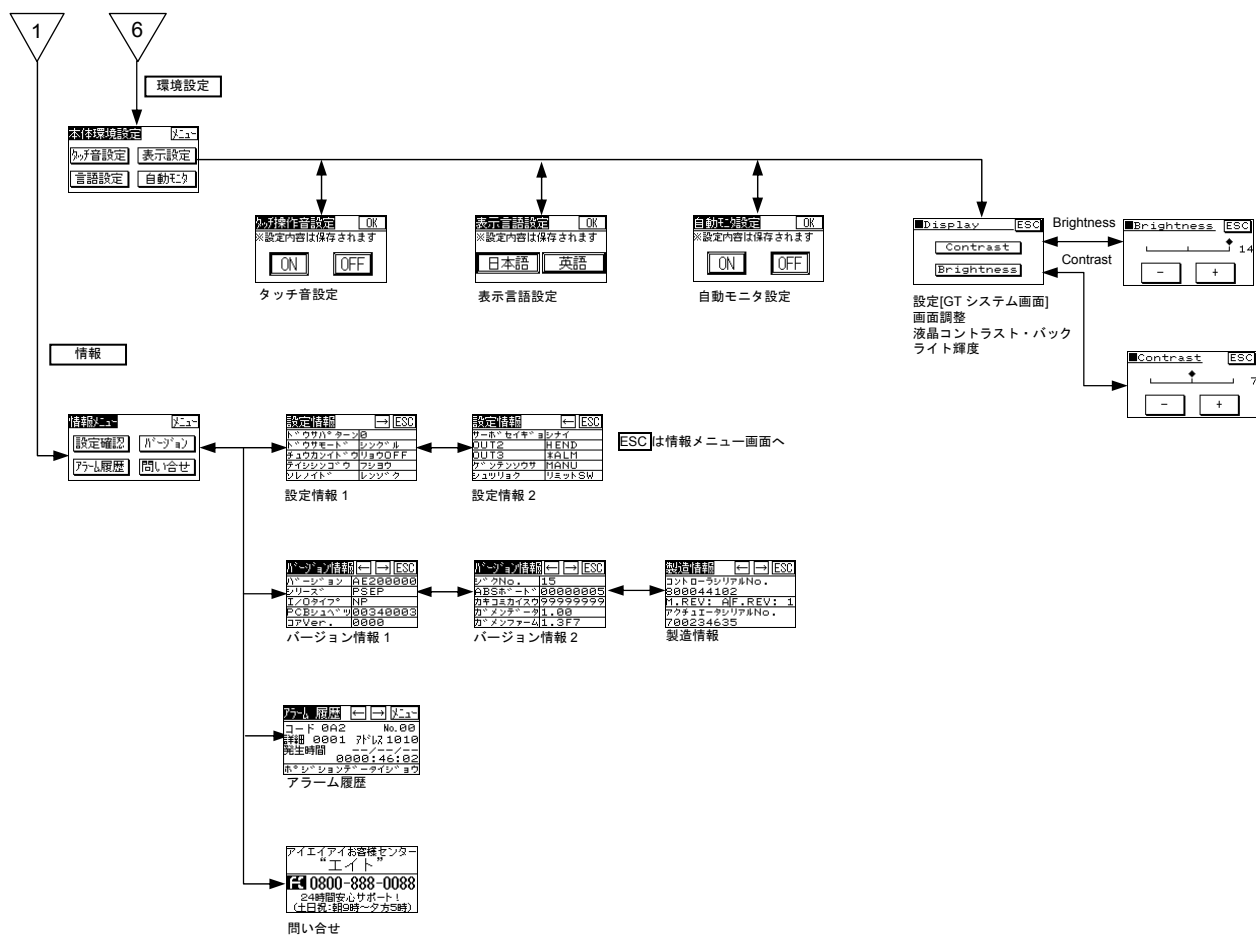 1
6
環境設定
本体環境設定 ﾒﾆｭｰ
ﾀｯﾁ音設定 表示設定
言語設定 自動ﾓﾆﾀ
ﾀｯﾁ操作音設定 OK
※設定内容は保存されます
ON OFF
タッチ音設定
表示言語設定 OK
※設定内容は保存されます
日本語 英語
表示言語設定
自動ﾓﾆﾀ設定 OK
※設定内容は保存されます
ON OFF
自動モニタ設定
■Display ESC
Contrast
Brightness
設定[GT システム画面]
画面調整
液晶コントラスト・バック
ライト輝度
Brightness
Contrast
■Brightness ESC
14
- +
■Contrast ESC
7
- +
情報
情報ﾒﾆｭｰ ﾒﾆｭｰ
設定確認 ﾊﾞｰｼﾞｮﾝ
ｱﾗｰﾑ履歴 問い合せ
設定情報 → ESC
ドウサパターン 0
ドウサモード シングル
チュウカンイドウ リョウOFF
テイシシンゴウ フショウ
ソレノイド レンゾク
設定情報 1
設定情報 ← ESC
サーボセイギョ シナイ
OUT2 HEND
OUT3 *ALM
ゲンテンソウサ MANU
シュツリョク リミットSW
設定情報 2
ESCは情報メニュー画面へ
ﾊﾞｰｼﾞｮﾝ情報 ← → ESC
バージョン AE200000
シリーズ PSEP
I/Oタイプ NP
PCBシュベツ 00340003
コアVer. 0000
バージョン情報 1
ﾊﾞｰｼﾞｮﾝ情報 ← → ESC
ジクNo. 15
ABSボード 00000005
カキコミカイスウ 99999999
ガメンデータ 1.00
ガメンファーム 1.3F7
バージョン情報 2
製造情報 ← → ESC
コントローラシリアルNo.
800044102
M.REV: A F.REV: 1
アクチュエータシリアルNo.
700234635
製造情報
ｱﾗｰﾑ 履歴 ← → ﾒﾆｭｰ
コード 0A2 No.00
詳細 0001 ｱﾄﾞﾚｽ 1010
発生時間 --/--/--
0000:46:02
ポジションデータイジョウ
アラーム履歴
アイエイアイお客様センター
“エイト”
0800-888-0088
24時間安心サポート！
(土日祝:朝9時～夕方5時)
問い合せ